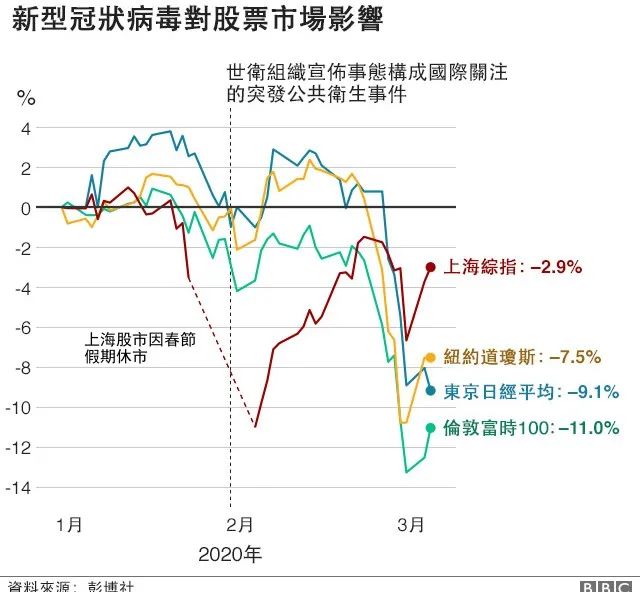 新型冠狀病毒對股票市場影響
世衛組織宣佈事態構成國際關注
的突發公共衛生事件
%
4
2
0
-2
-4
-6
-8
-10
-12
-14
上海股市因春節
假期休市
上海綜指：–2.9%
紐約道瓊斯：–7.5%
東京日經平均：–9.1%
倫敦富時100：–11.0%
1月
2月
3月
2020年
資料來源：彭博社
BBC